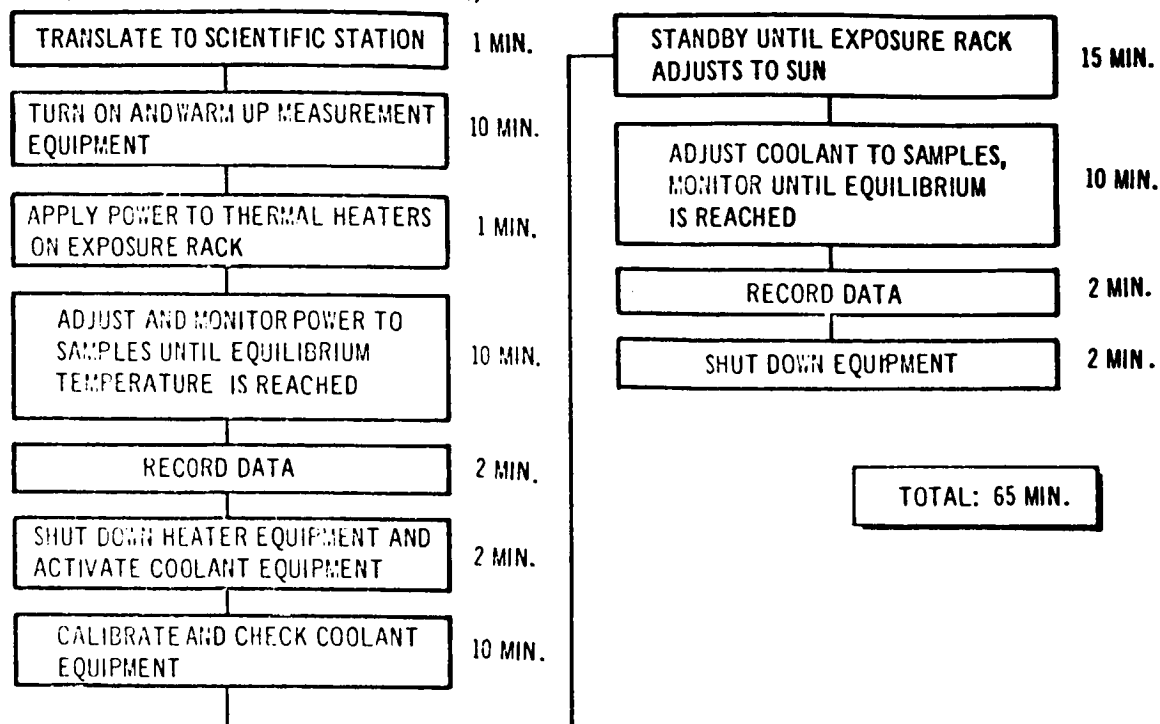 TRANSLATE TO SCIENTIFIC STATION 1 MIN.
TURN ON AND WARM UP MEASUREMENT
EQUIPMENT
10 MIN.
APPLY POWER TO THERMAL HEATERS
ON EXPOSURE RACK
1 MIN.
ADJUST AND MONITOR POWER TO
SAMPLES UNTIL EQUILIBRIUM
TEMPERATURE IS REACHED
10 MIN.
RECORD DATA 2 MIN.
SHUT DOWN HEATER EQUIPMENT AND
ACTIVATE COOLANT EQUIPMENT
2 MIN.
CALIBRATE AND CHECK COOLANT
EQUIPMENT
10 MIN.
STANDBY UNTIL EXPOSURE RACK
ADJUSTS TO SUN
15 MIN.
ADJUST COOLANT TO SAMPLES,
MONITOR UNTIL EQUILIBRIUM
IS REACHED
10 MIN.
RECORD DATA 2 MIN.
SHUT DOWN EQUIPMENT 2 MIN.
TOTAL: 65 MIN.